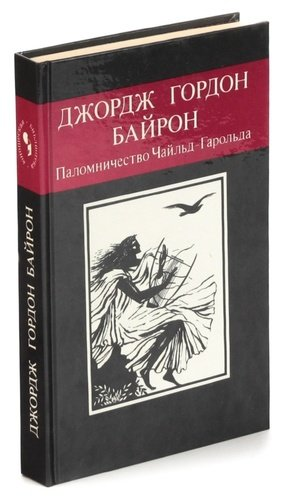 ДЖОРДЖ ГОРДОН
БАЙРОН
Паломничество Чайльд-Гарольда
ДЖОРДЖ ГОРДОН БАЙРОН